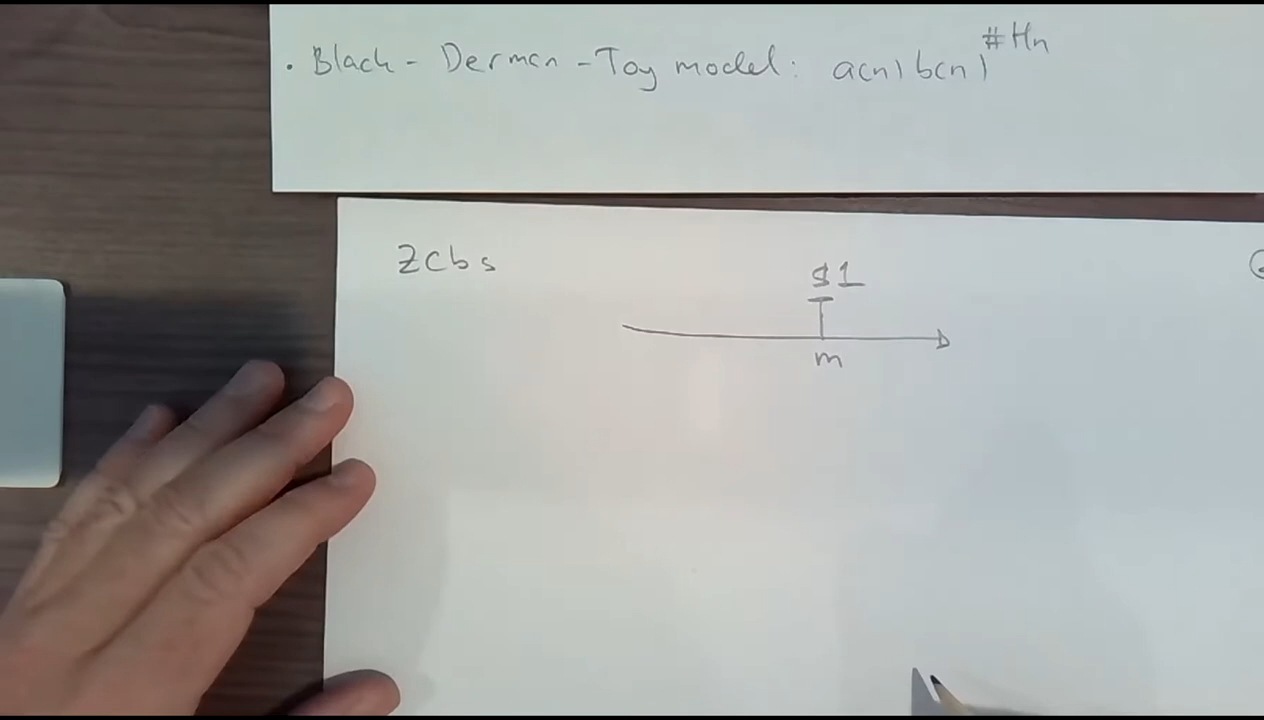 #Hn
. Black - Derman - Toy model: a(n) b(n)
Zcbs
$1
m